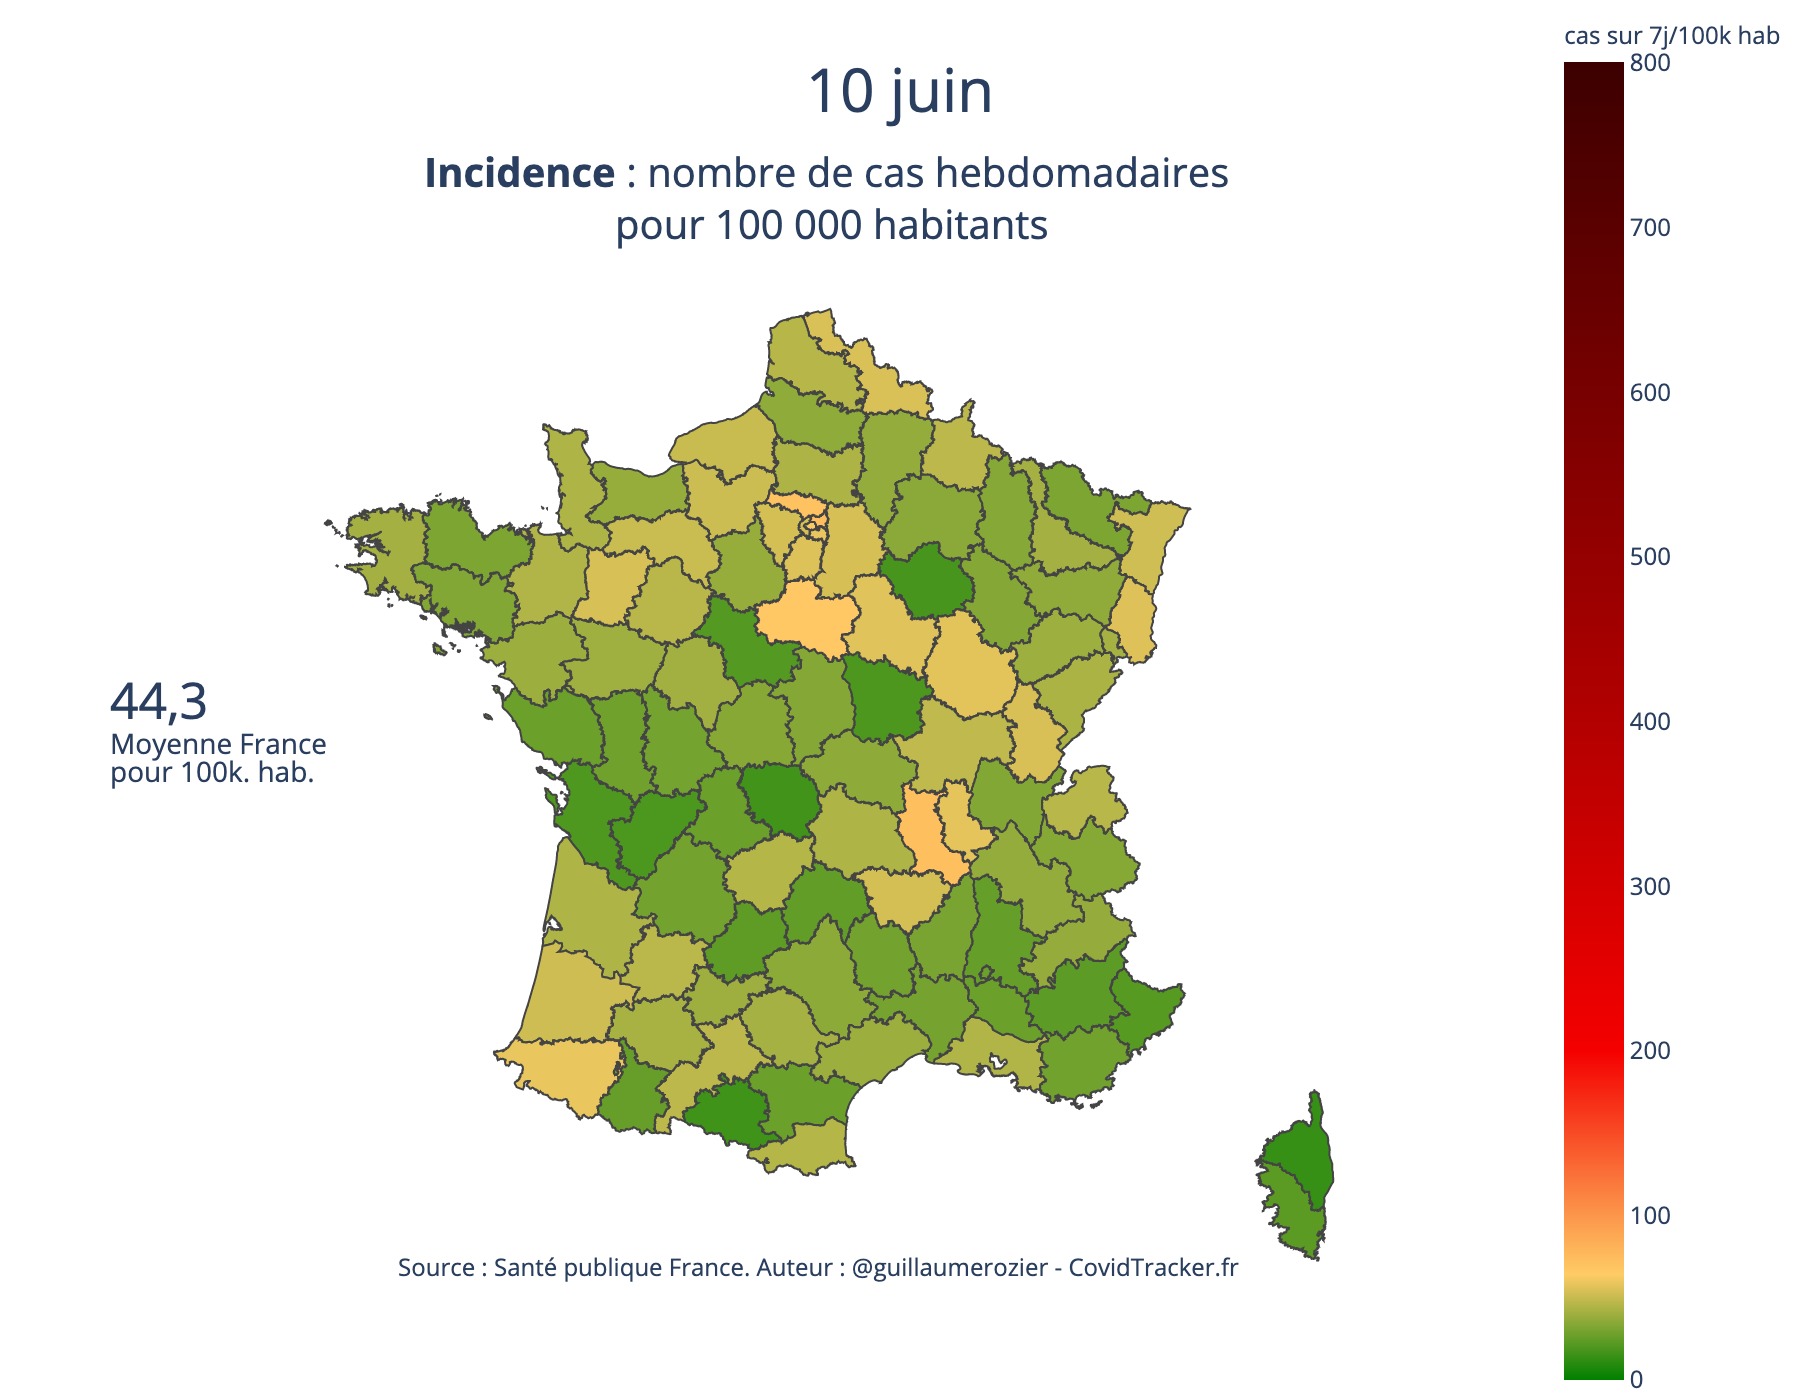 cas sur 7j/100k hab
10 juin
Incidence : nombre de cas hebdomadaires
pour 100 000 habitants
800
700
600
500
400
300
200
100
0
44,3
Moyenne France
pour 100k. hab.
Source : Santé publique France. Auteur : @guillaumerozier - CovidTracker.fr